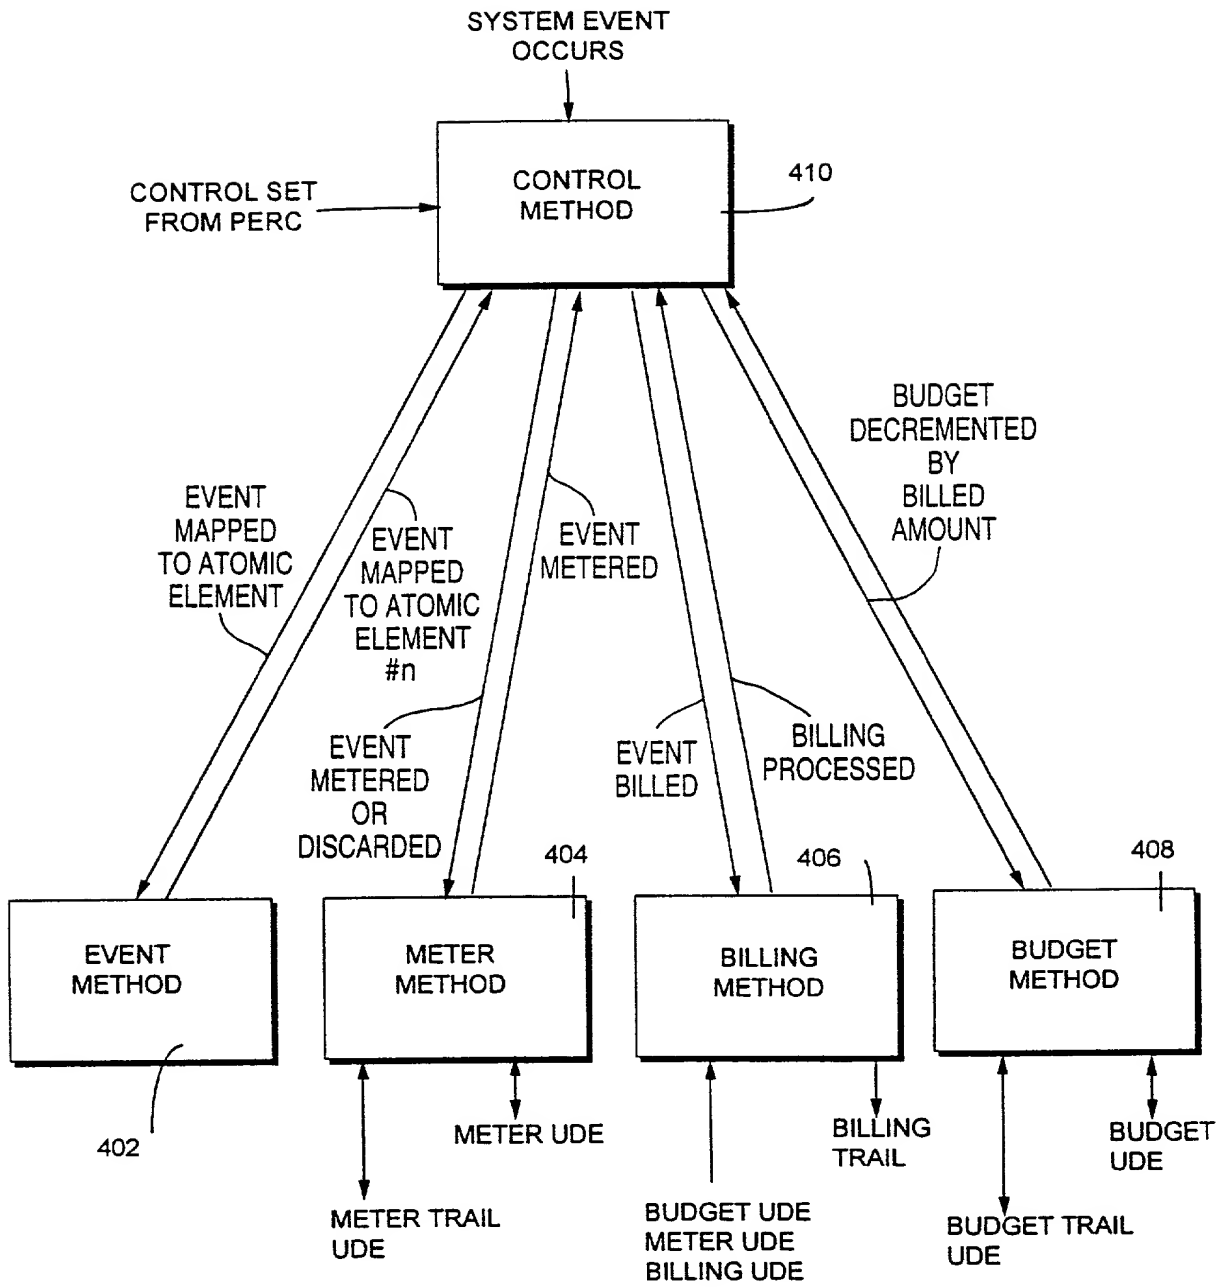 SYSTEM EVENT
OCCURS
CONTROL SET
FROM PERC
CONTROL
METHOD
410
BUDGET
DECREMENTED
BY
BILLED
AMOUNT
EVENT
MAPPED
TO ATOMIC
ELEMENT
EVENT
MAPPED
TO ATOMIC
ELEMENT
#n
EVENT
METERED
EVENT
METERED
OR
DISCARDED
EVENT
BILLED
BILLING
PROCESSED
404
406
408
EVENT
METHOD
METER
METHOD
BILLING
METHOD
BUDGET
METHOD
402
METER UDE
METER TRAIL
UDE
BILLING
TRAIL
BUDGET UDE
METER UDE
BILLING UDE
BUDGET
UDE
BUDGET TRAIL
UDE